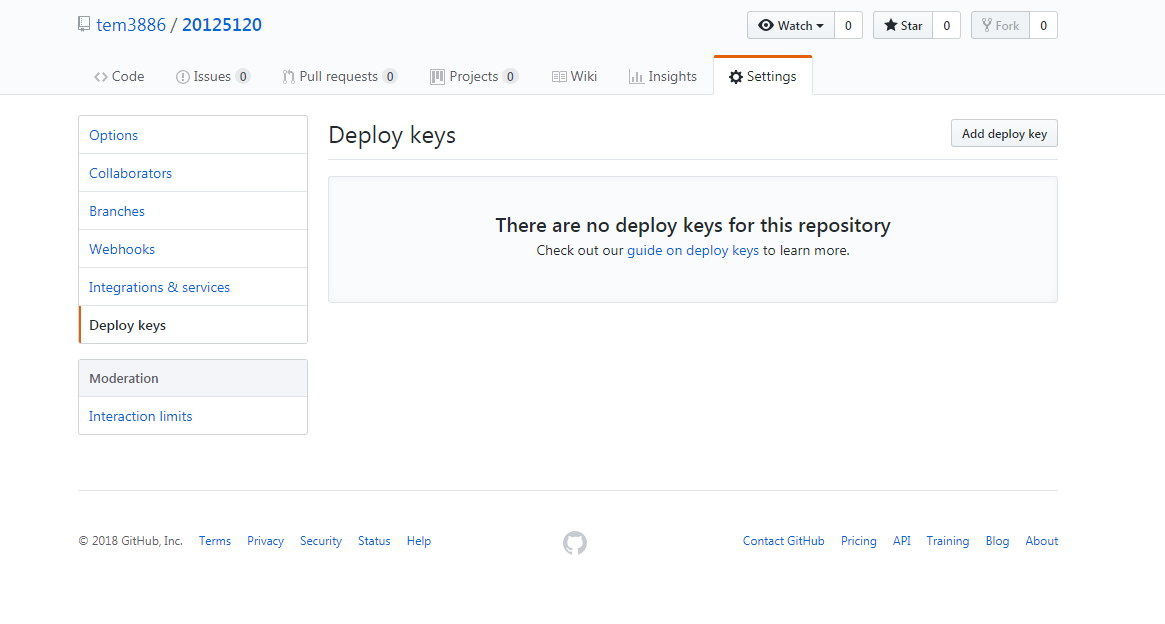 tem3886 / 20125120
Watch 0 Star 0 Fork 0
Code Issues 0 Pull requests 0 Projects 0 Wiki Insights Settings
Options
Collaborators
Branches
Webhooks
Integrations & services
Deploy keys
Moderation
Interaction limits
Deploy keys Add deploy key
There are no deploy keys for this repository
Check out our guide on deploy keys to learn more.
© 2018 GitHub, Inc. Terms Privacy Security Status Help Contact GitHub Pricing API Training Blog About